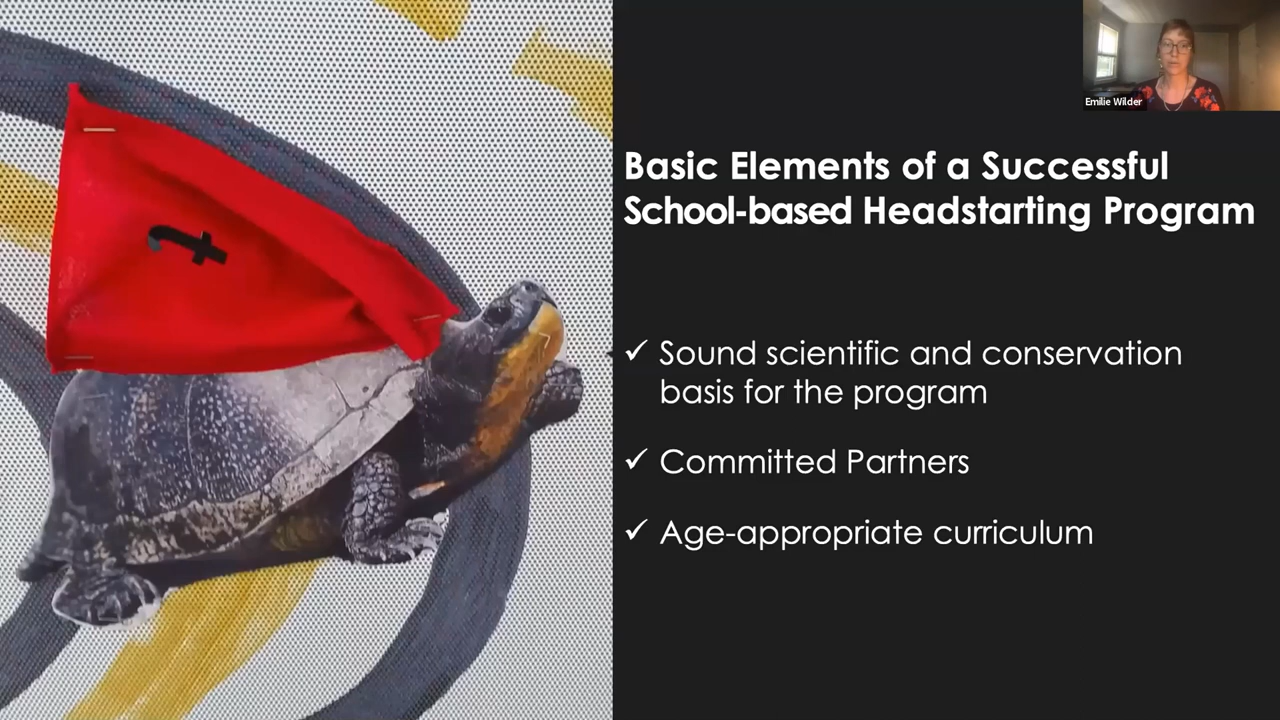 Emilie Wilder
Basic Elements of a Successful
School-based Headstarting Program
✓ Sound scientific and conservation
basis for the program
✓ Committed Partners
✓ Age-appropriate curriculum
f